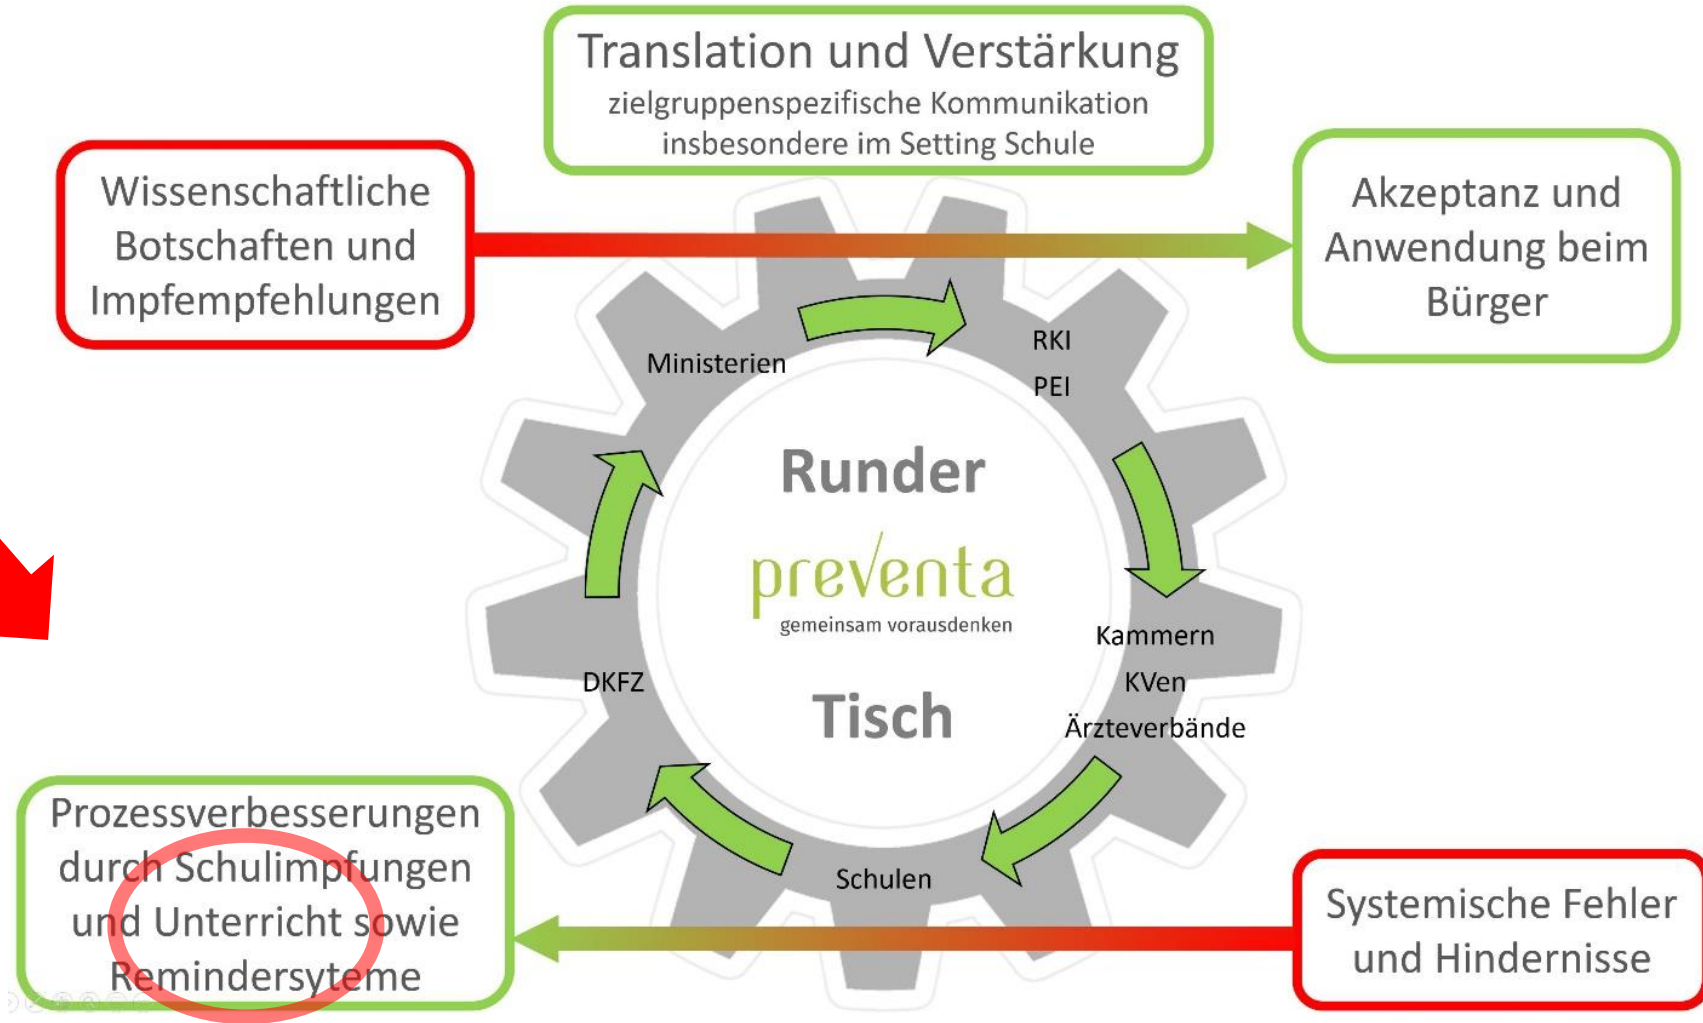 Translation und Verstärkung
zielgruppenspezifische Kommunikation
insbesondere im Setting Schule
Wissenschaftliche
Botschaften und
Impfempfehlungen
Akzeptanz und
Anwendung beim
Bürger
Ministerien
RKI
PEI
Runder
preventa
gemeinsam vorausdenken
Tisch
Kammern
KVen
Ärzteverbände
DKFZ
Schulen
Prozessverbesserungen
durch Schulimpfungen
und Unterricht sowie
Remindersyteme
Systemische Fehler
und Hindernisse